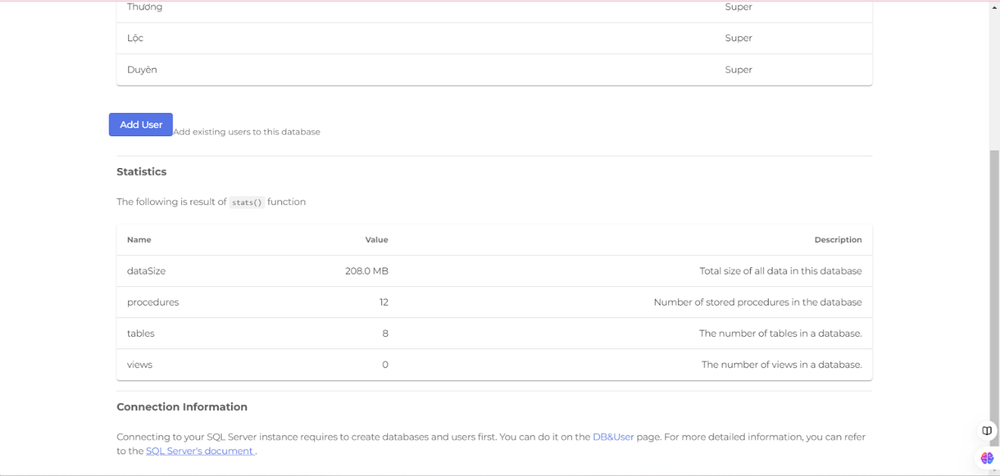 Thương Super
Lộc Super
Duyên Super
Add User Add existing users to this database
Statistics
The following is result of stats() function
Name Value Description
dataSize 208.0 MB Total size of all data in this database
procedures 12 Number of stored procedures in the database
tables 8 The number of tables in a database.
views 0 The number of views in a database.
Connection Information
Connecting to your SQL Server instance requires to create databases and users first. You can do it on the DB&User page. For more detailed information, you can refer
to the SQL Server's document .